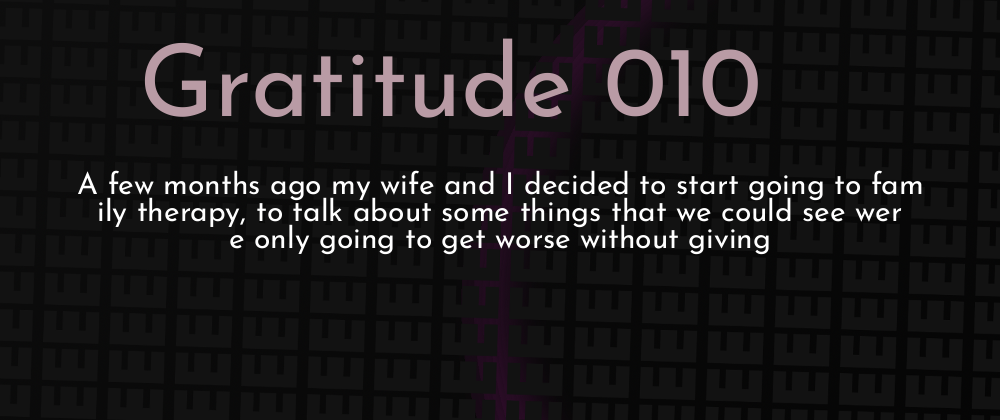 Gratitude 010
A few months ago my wife and I decided to start going to fam
ily therapy, to talk about some things that we could see wer
e only going to get worse without giving